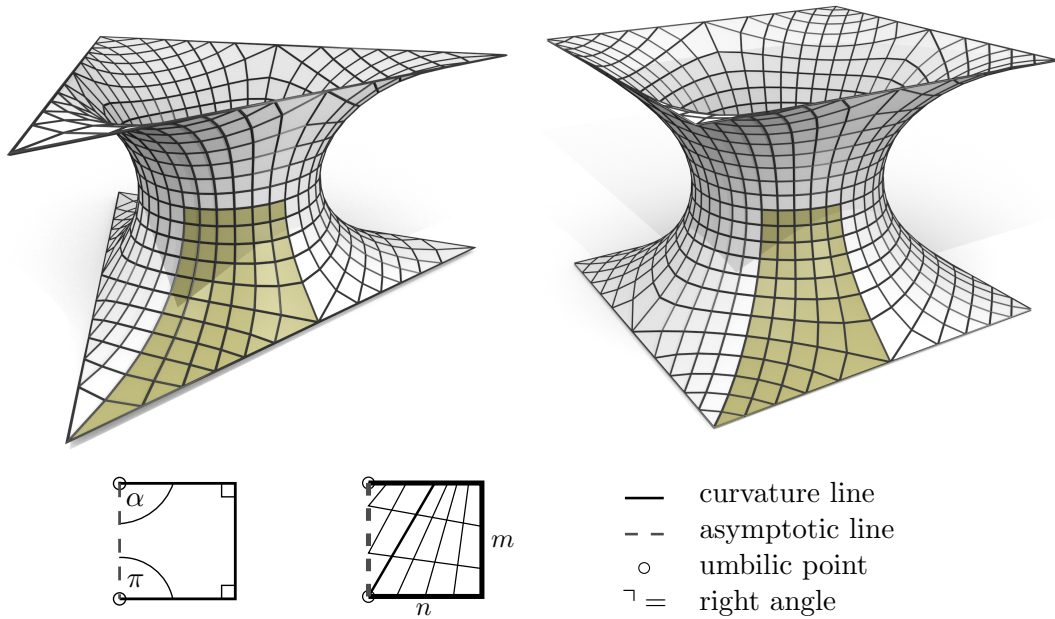 α
π
m
n
curvature line
asymptotic line
umbilic point
= right angle